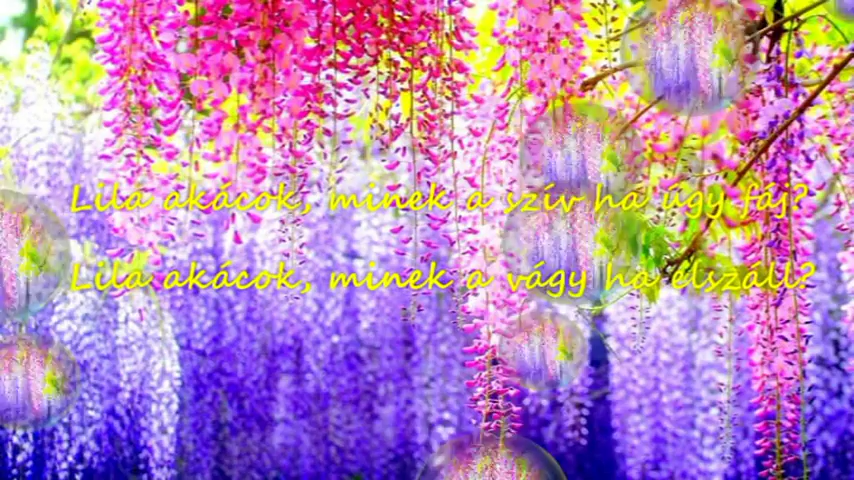 Lila akácok, minek a szív ha úgy fáj?
Lila akácok, minek a vágy ha elszáll?